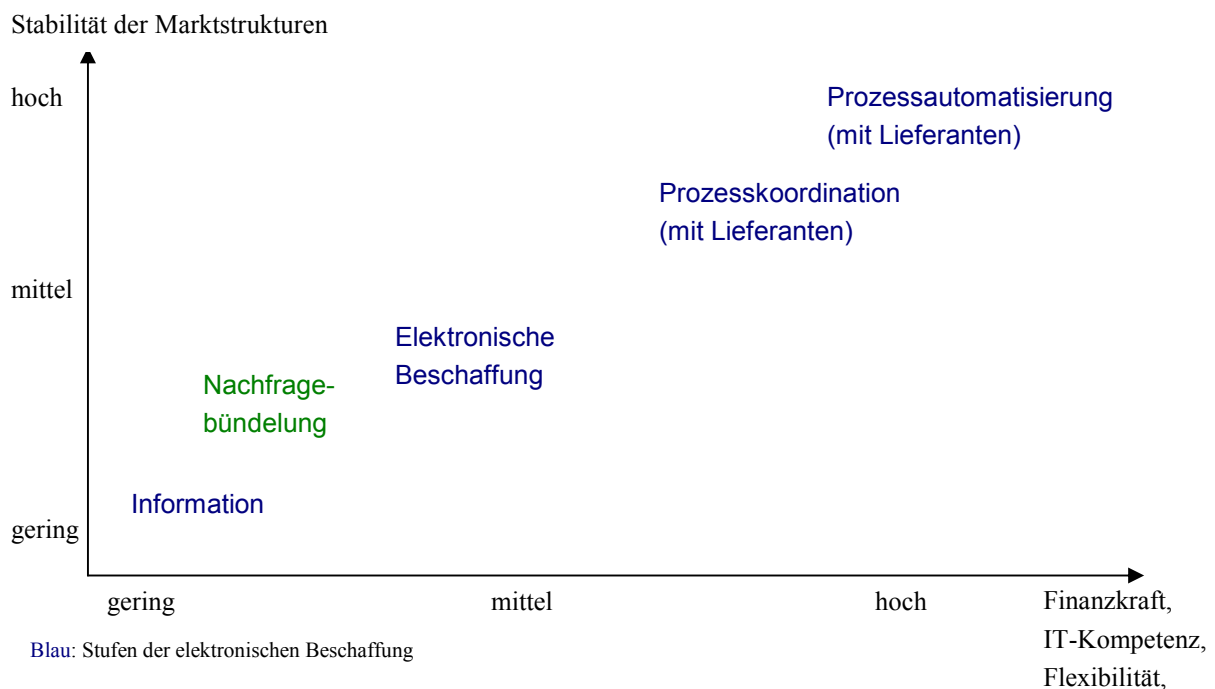 Stabilität der Marktstrukturen
hoch
Prozessautomatisierung
(mit Lieferanten)
Prozesskoordination
(mit Lieferanten)
mittel
Elektronische
Beschaffung
Nachfrage-
bündelung
Information
gering
gering mittel hoch Finanzkraft,
IT-Kompetenz,
Blau: Stufen der elektronischen Beschaffung
Flexibilität,